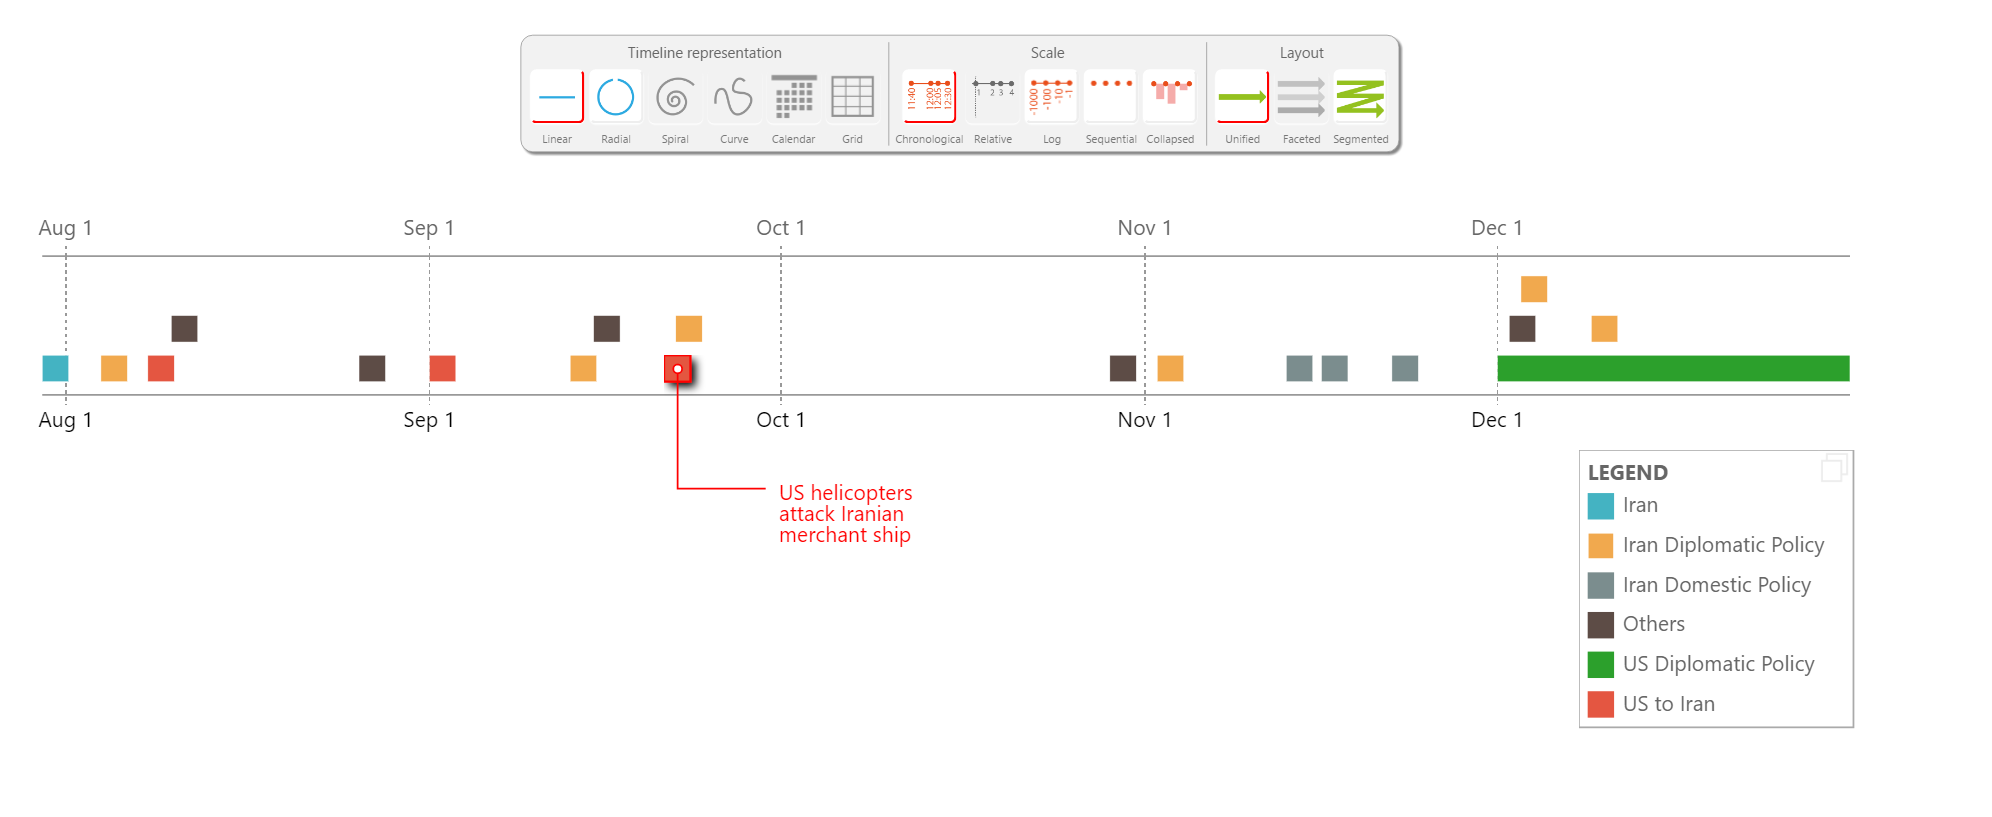 Timeline representation
Scale
Layout
11:40
12:00
12:05
12:30
1 2 3 4
-1000
-100
-10
-1
Linear
Radial
Spiral
Curve
Calendar
Grid
Chronological
Relative
Log
Sequential
Collapsed
Unified
Faceted
Segmented
Aug 1
Sep 1
Oct 1
Nov 1
Dec 1
Aug 1
Sep 1
Oct 1
Nov 1
Dec 1
US helicopters
attack Iranian
merchant ship
LEGEND
Iran
Iran Diplomatic Policy
Iran Domestic Policy
Others
US Diplomatic Policy
US to Iran